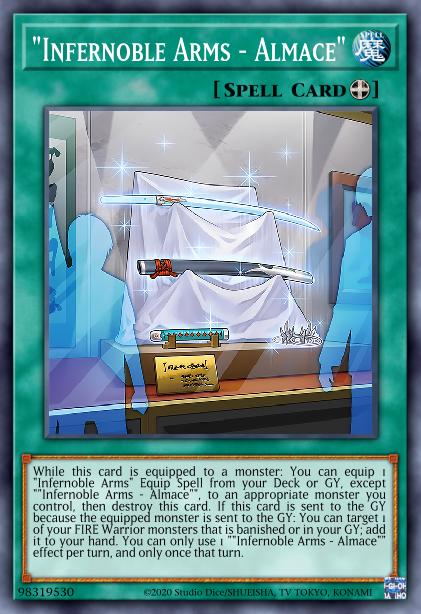 "Infernoble Arms - Almace"
SPELL
魔
[Spell Card]
While this card is equipped to a monster: You can equip 1
"Infernoble Arms" Equip Spell from your Deck or GY, except
""Infernoble Arms - Almace"", to an appropriate monster you
control, then destroy this card. If this card is sent to the GY
because the equipped monster is sent to the GY: You can target 1
of your FIRE Warrior monsters that is banished or in your GY; add
it to your hand. You can only use 1 ""Infernoble Arms - Almace""
effect per turn, and only once that turn.
98319530
©2020 Studio Dice/SHUEISHA, TV TOKYO, KONAMI